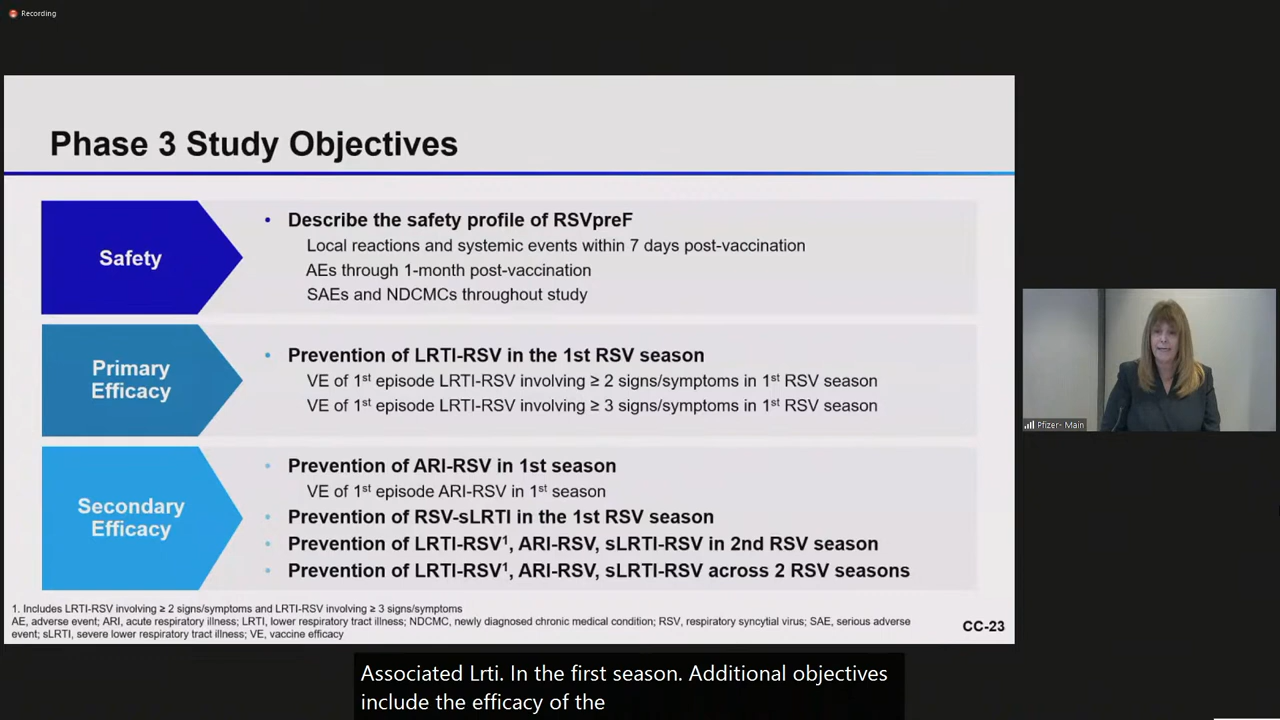 Recording
Phase 3 Study Objectives
Safety
• Describe the safety profile of RSVpreF
Local reactions and systemic events within 7 days post-vaccination
AEs through 1-month post-vaccination
SAEs and NDCMCs throughout study
Primary
Efficacy
• Prevention of LRTI-RSV in the 1st RSV season
VE of 1st episode LRTI-RSV involving ≥ 2 signs/symptoms in 1st RSV season
VE of 1st episode LRTI-RSV involving ≥ 3 signs/symptoms in 1st RSV season
Secondary
Efficacy
• Prevention of ARI-RSV in 1st season
VE of 1st episode ARI-RSV in 1st season
• Prevention of RSV-sLRTI in the 1st RSV season
• Prevention of LRTI-RSV¹, ARI-RSV, sLRTI-RSV in 2nd RSV season
• Prevention of LRTI-RSV¹, ARI-RSV, sLRTI-RSV across 2 RSV seasons
1. Includes LRTI-RSV involving ≥ 2 signs/symptoms and LRTI-RSV involving ≥ 3 signs/symptoms
AE, adverse event; ARI, acute respiratory illness; LRTI, lower respiratory tract illness; NDCMC, newly diagnosed chronic medical condition; RSV, respiratory syncytial virus; SAE, serious adverse
event; sLRTI, severe lower respiratory tract illness; VE, vaccine efficacy
CC-23
Pfizer- Main
Associated Lrti. In the first season. Additional objectives
include the efficacy of the